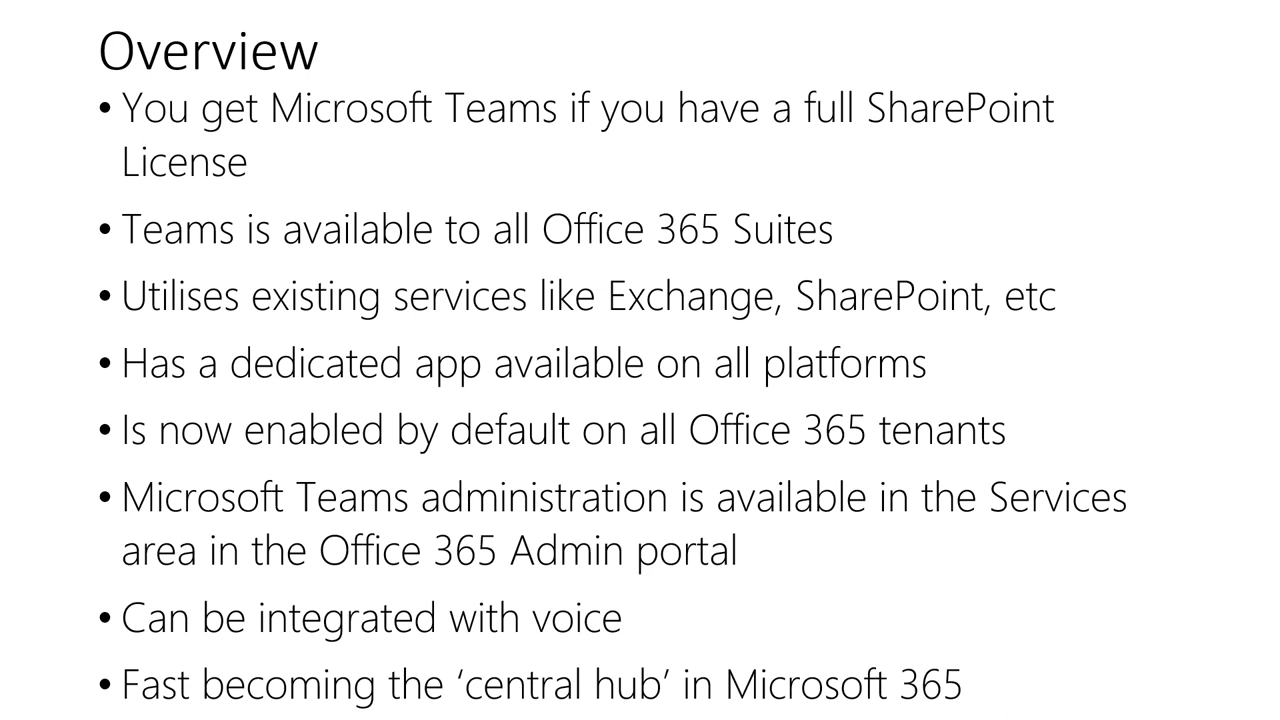 Overview
• You get Microsoft Teams if you have a full SharePoint
License
• Teams is available to all Office 365 Suites
• Utilises existing services like Exchange, SharePoint, etc
• Has a dedicated app available on all platforms
• Is now enabled by default on all Office 365 tenants
• Microsoft Teams administration is available in the Services
area in the Office 365 Admin portal
• Can be integrated with voice
• Fast becoming the ‘central hub’ in Microsoft 365